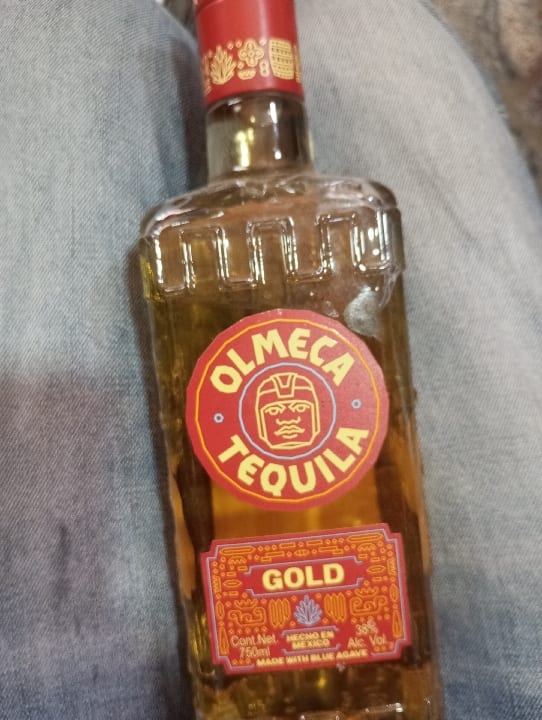 OLMECA
TEQUILA
GOLD
Cont. Net.
750ml
HECHO EN
MEXICO
38%
Alc. Vol.
MADE WITH BLUE AGAVE